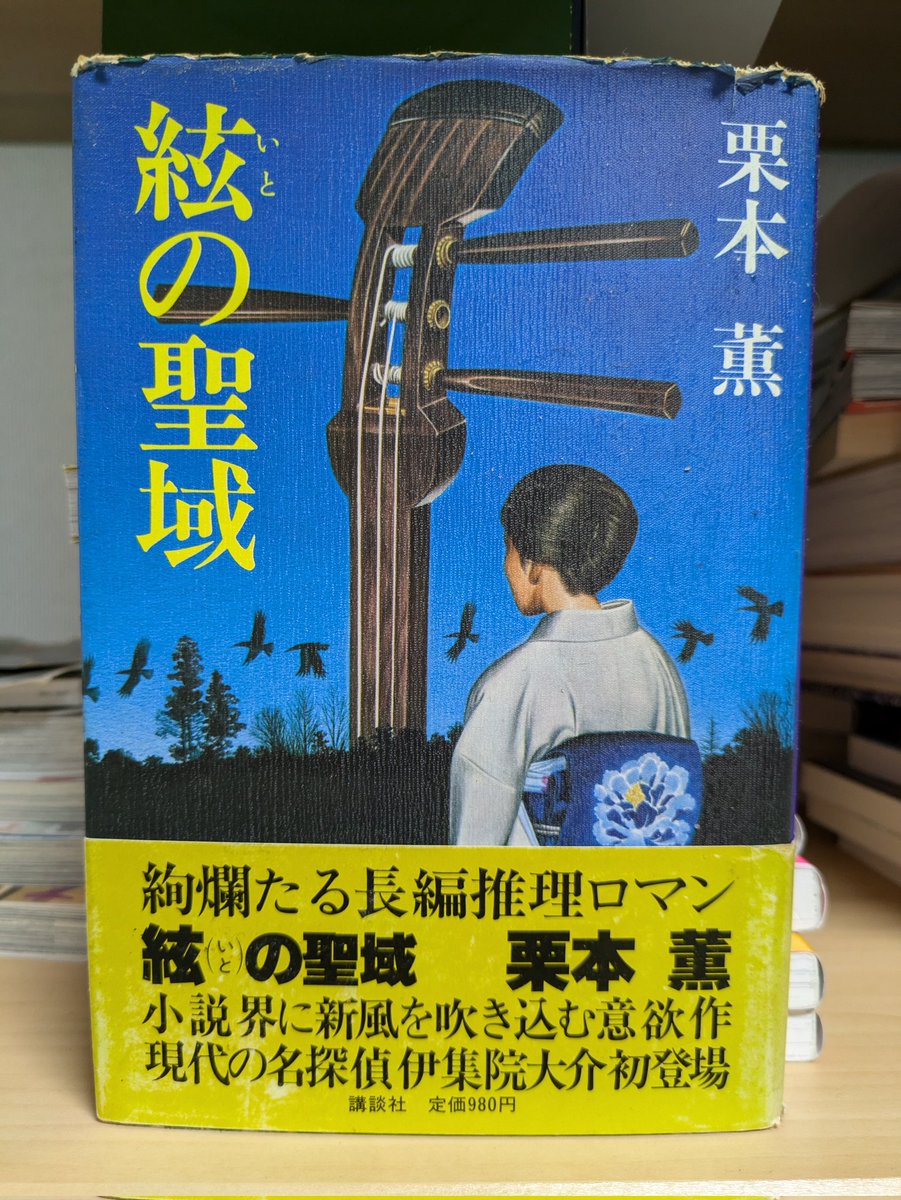 絃の聖域
いと
栗本 薫
絢爛たる長編推理ロマン
絃(いと)の聖域 栗本 薫
小説界に新風を吹き込む意欲作
現代の名探偵伊集院大介初登場
講談社 定価980円